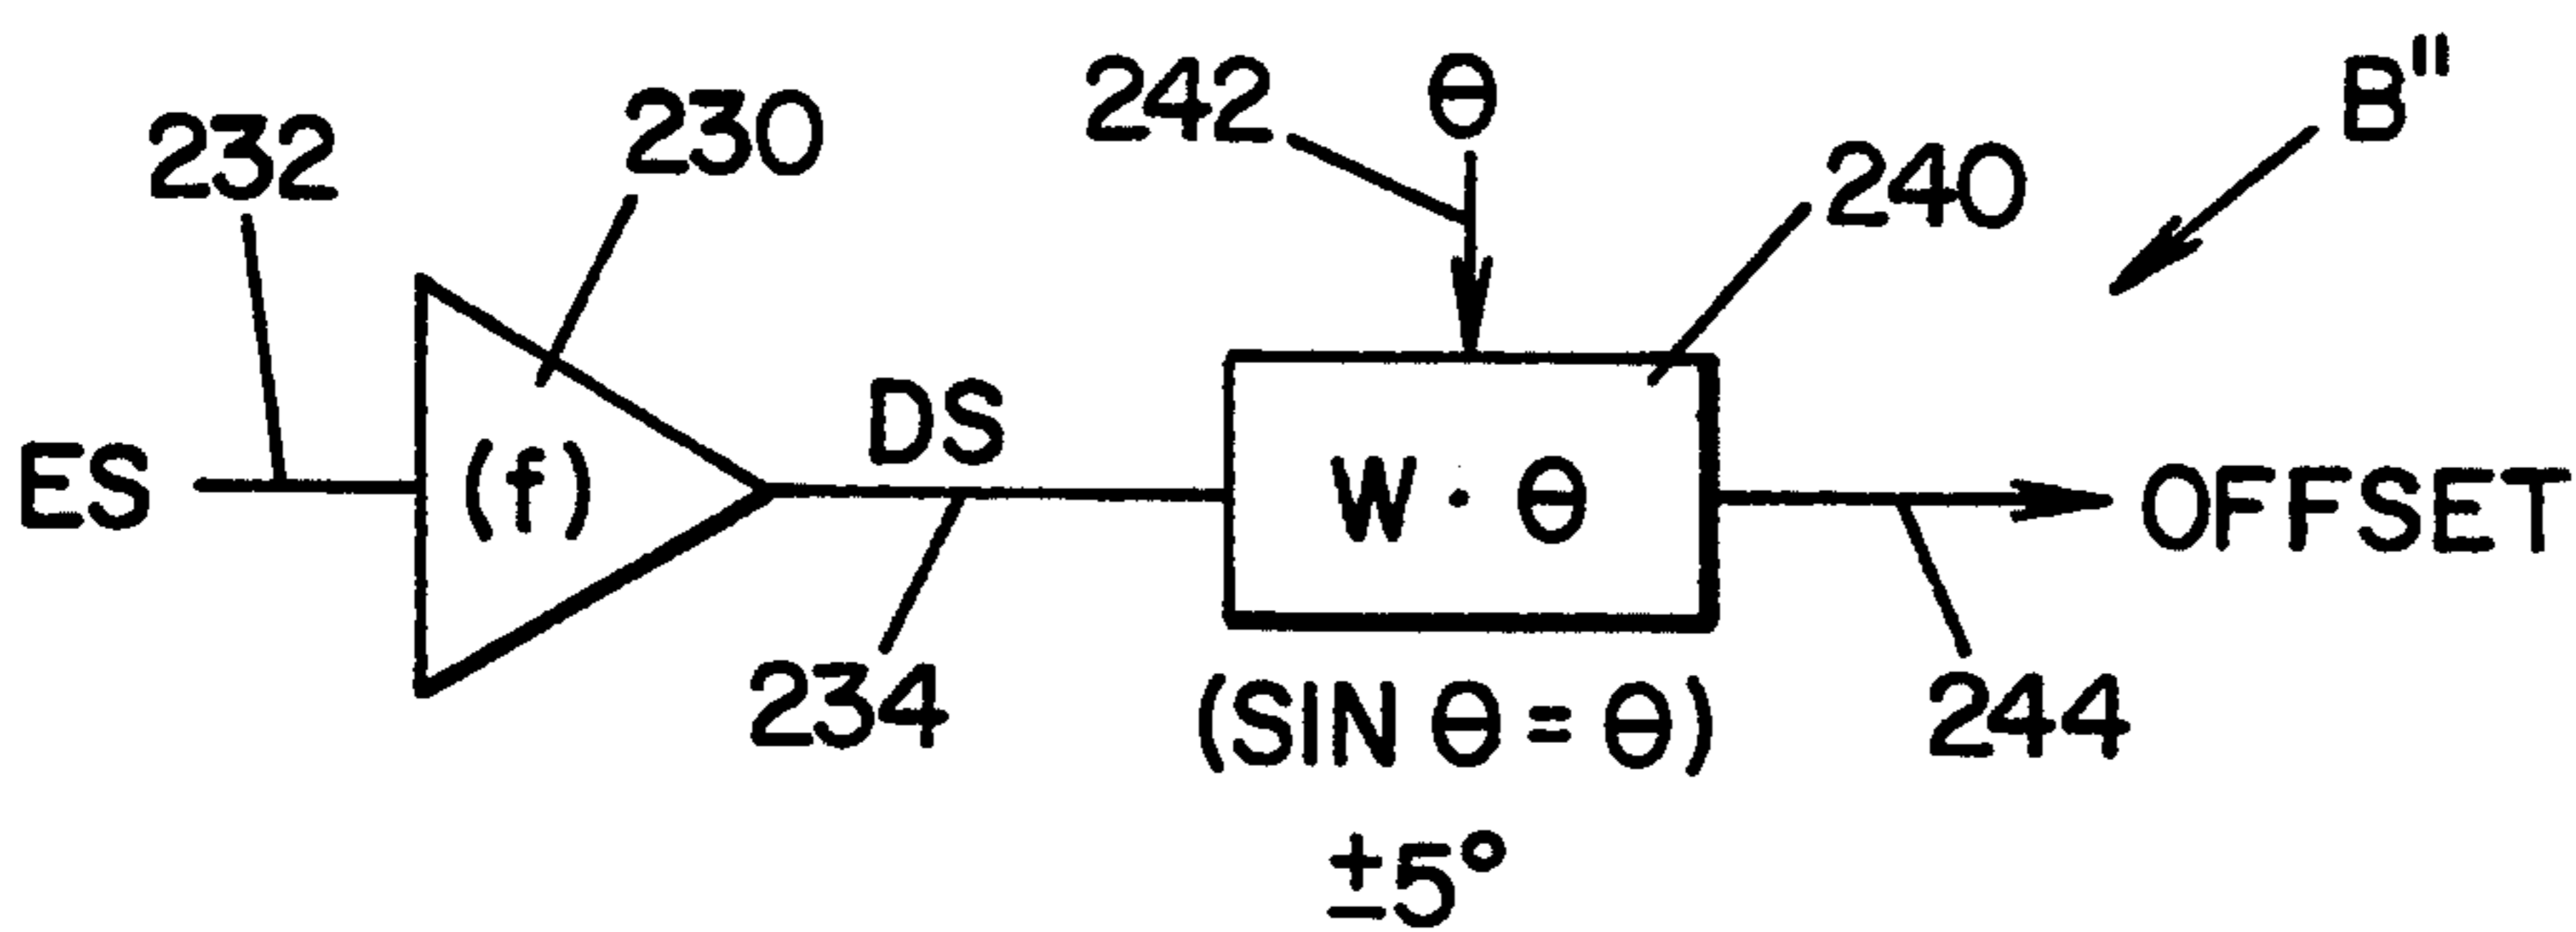 232
230
242
θ
240
B"
ES
(f)
DS
W · θ
OFFSET
234
(SIN θ = θ)
244
±5°